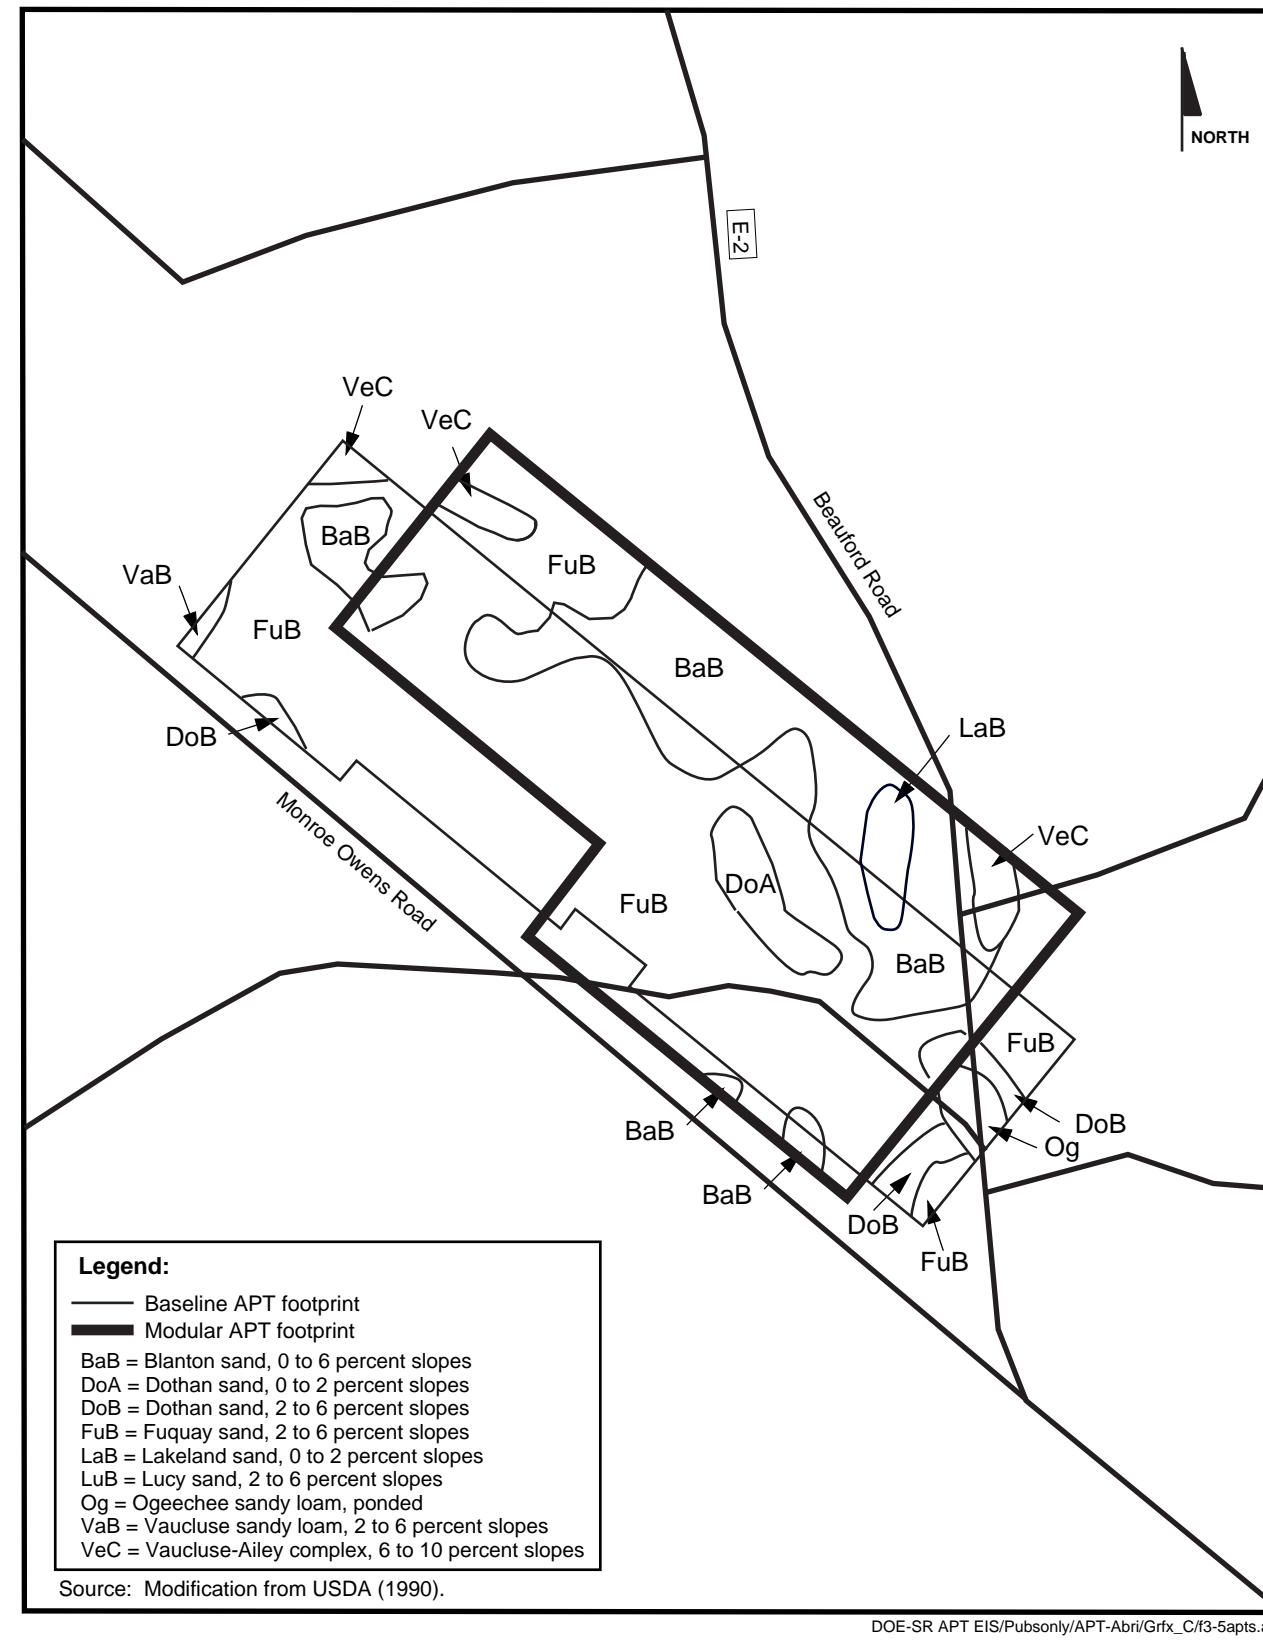 NORTH
E-2
VeC
VeC
Beauford Road
BaB
FuB
VaB
FuB
BaB
LaB
DoB
Monroe Owens Road
VeC
DoA
FuB
BaB
FuB
BaB
DoB
Og
BaB
DoB
FuB
Legend:
Baseline APT footprint
Modular APT footprint
BaB = Blanton sand, 0 to 6 percent slopes
DoA = Dothan sand, 0 to 2 percent slopes
DoB = Dothan sand, 2 to 6 percent slopes
FuB = Fuquay sand, 2 to 6 percent slopes
LaB = Lakeland sand, 0 to 2 percent slopes
LuB = Lucy sand, 2 to 6 percent slopes
Og = Ogeechee sandy loam, ponded
VaB = Vaucluse sandy loam, 2 to 6 percent slopes
VeC = Vaucluse-Ailey complex, 6 to 10 percent slopes
Source: Modification from USDA (1990).
DOE-SR APT EIS/Pubsonly/APT-Abri/Grfx_C/f3-5apts.a